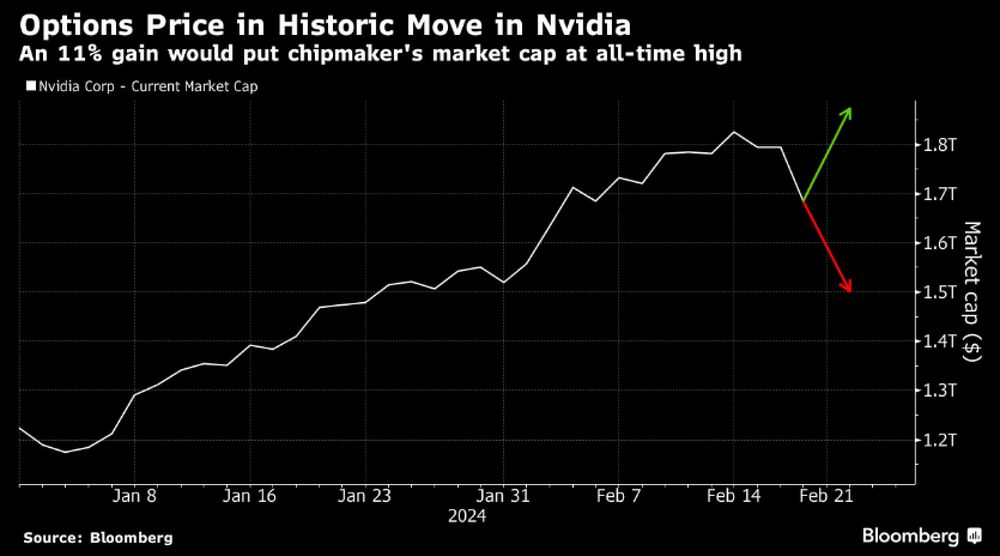 Options Price in Historic Move in Nvidia
An 11% gain would put chipmaker's market cap at all-time high
Nvidia Corp - Current Market Cap
1.8T
1.7T
1.6T
1.5T
1.4T
1.3T
1.2T
Market cap ($)
Jan 8 Jan 16 Jan 23 Jan 31 Feb 7 Feb 14 Feb 21
2024
Source: Bloomberg
Bloomberg